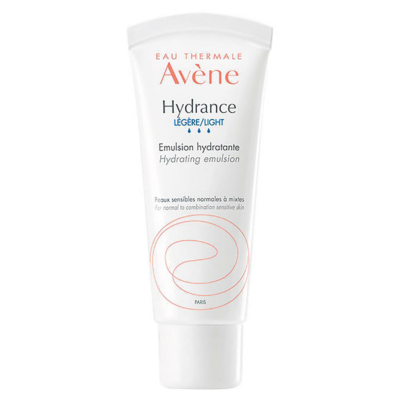 EAU THERMALE
Avène
Hydrance
LÉGÈRE/LIGHT
Emulsion hydratante
Hydrating emulsion
Peaux sensibles normales à mixtes
For normal to combination sensitive skin
PARIS